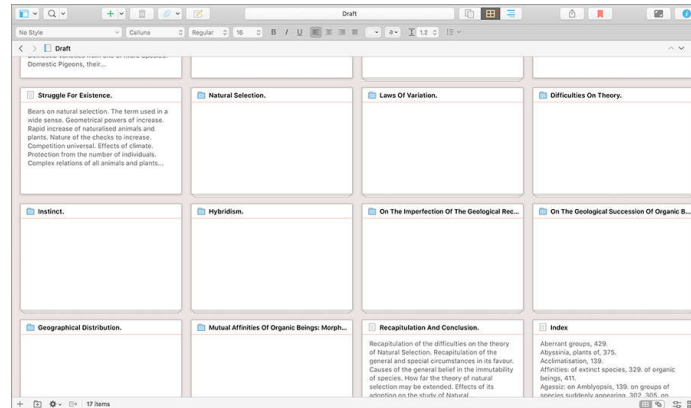 Draft
No Style
Calluna
Regular
16
B I U
a
1.2
Draft
Domestic Pigeons, their...
Struggle For Existence.
Bears on natural selection. The term used in a
wide sense. Geometrical powers of increase.
Rapid increase of naturalised animals and
plants. Nature of the checks to increase.
Competition universal. Effects of climate.
Protection from the number of individuals.
Complex relations of all animals and plants...
Natural Selection.
Laws Of Variation.
Difficulties On Theory.
Instinct.
Hybridism.
On The Imperfection Of The Geological Rec...
On The Geological Succession Of Organic B...
Geographical Distribution.
Mutual Affinities Of Organic Beings: Morph...
Recapitulation And Conclusion.
Recapitulation of the difficulties on the theory
of Natural Selection. Recapitulation of the
general and special circumstances in its favour.
Causes of the general belief in the immutability
of species. How far the theory of natural
selection may be extended. Effects of its
adoption on the study of Natural
Index
Aberrant groups, 429.
Abyssinia, plants of, 375.
Acclimatisation, 139.
Affinities: of extinct species, 329. of organic
beings, 411.
Agassiz: on Amblyopsis, 139. on groups of
species suddenly appearing, 302, 305. on
17 items